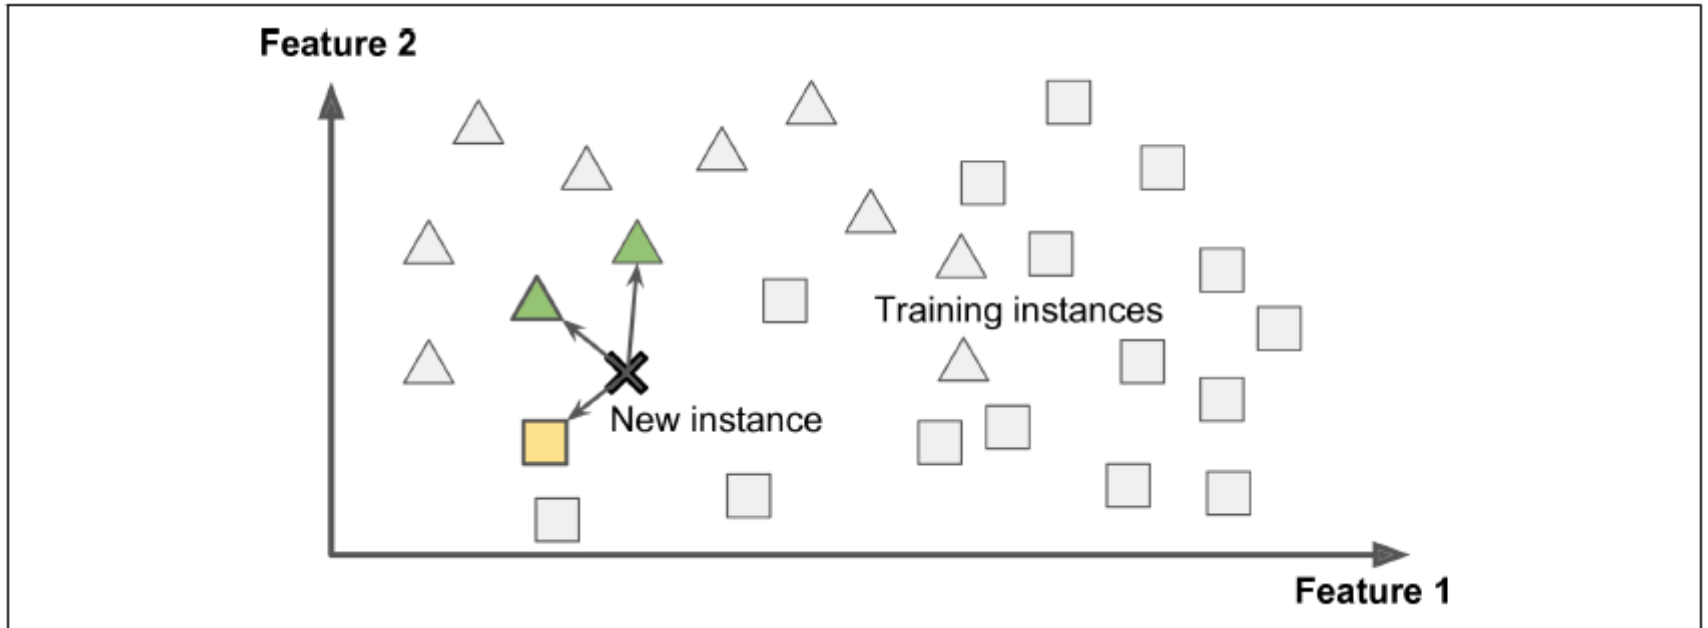 Feature 2
Training instances
New instance
Feature 1